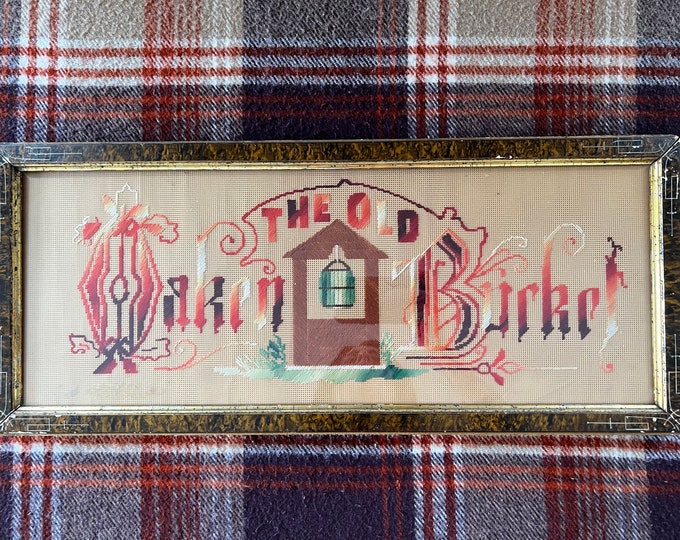 THE OLD
Oaken Bucket